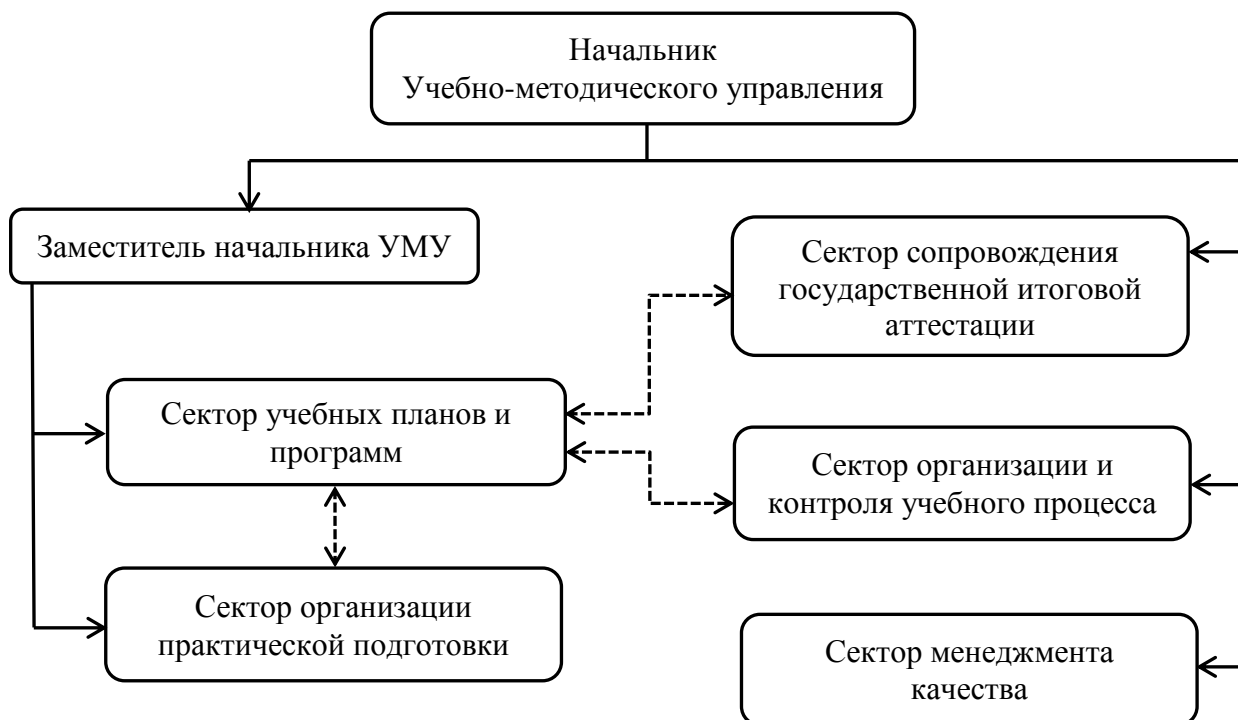 Начальник
Учебно-методического управления
Заместитель начальника УМУ
Сектор сопровождения
государственной итоговой
аттестации
Сектор учебных планов и
программ
Сектор организации и
контроля учебного процесса
Сектор организации
практической подготовки
Сектор менеджмента
качества